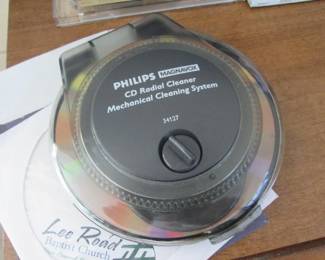 PHILIPS MAGNAVOX
CD Radial Cleaner
Mechanical Cleaning System
34127
Lee Road
Baptist Church